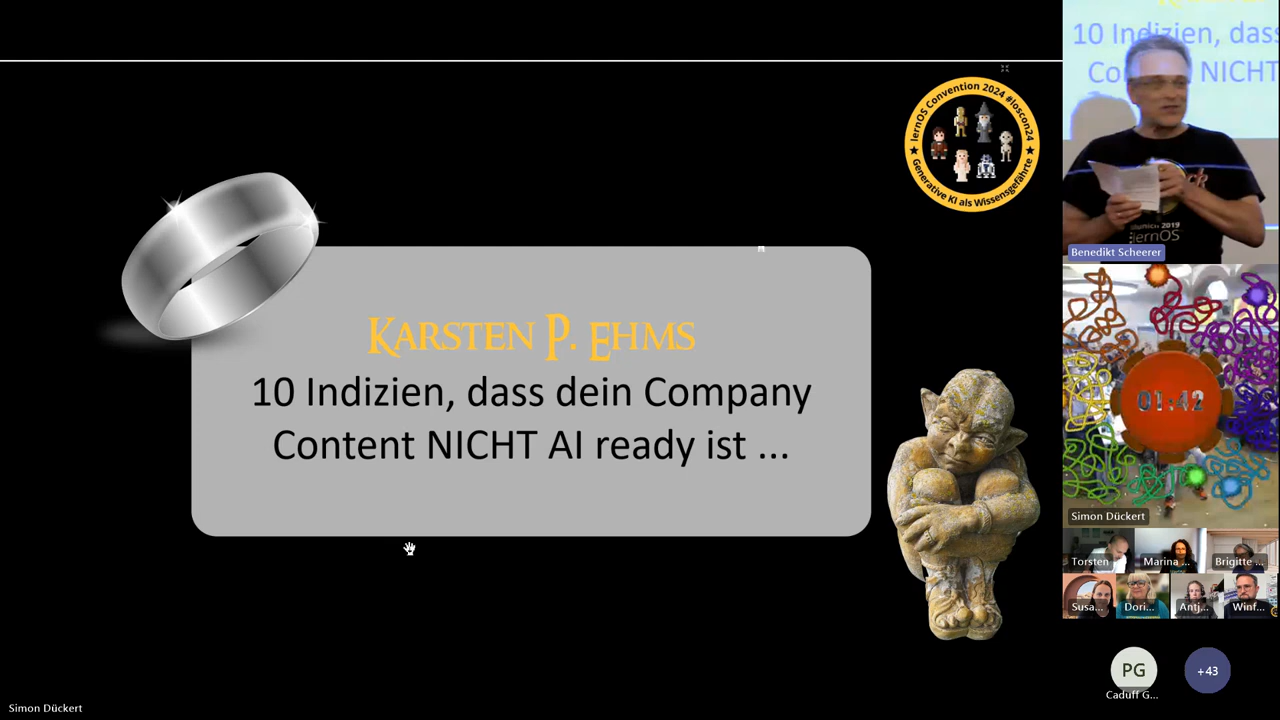 lernOS Convention 2024 #loscon24
Generative KI als Wissensgefährte
KARSTEN P. EHMS
10 Indizien, dass dein Company
Content NICHT AI ready ist ...
Simon Dückert
10 Indizien, dass
Co
NICHT
2019
lernOS
Benedikt Scheerer
01:42
Simon Dückert
Torsten
Marina ...
Brigitte ...
Susa...
Dori...
Antj...
Winf...
PG
+43
Caduff G...